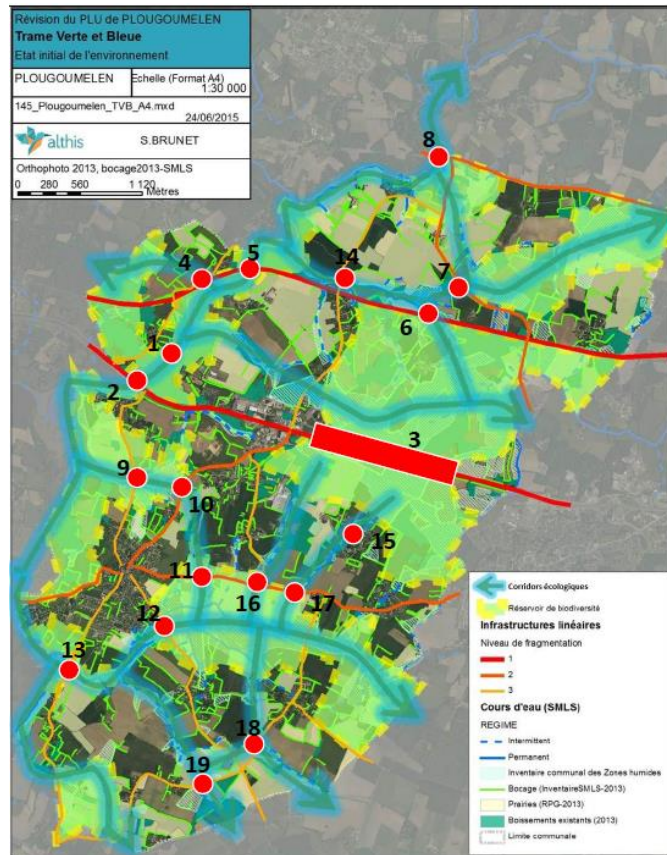 Révision du PLU de PLOUGOUMELEN
Trame Verte et Bleue
Etat initial de l'environnement
PLOUGOUMELEN
Echelle (Format A4)
1:30 000
145_Plougoumelen_TVB_A4.mxd
24/06/2015
althis
S.BRUNET
Orthophoto 2013, bocage2013-SMLS
0 280 560 1 120
Mètres
8
5
4
14
7
6
1
2
3
9
10
15
11
16
17
12
13
18
19
Corridors écologiques
Réservoir de biodiversité
Infrastructures linéaires
Niveau de fragmentation
1
2
3
Cours d'eau (SMLS)
REGIME
Intermittent
Permanent
Inventaire communal des Zones humides
Bocage (InventaireSMLS-2013)
Prairies (RPG-2013)
Boissements existants (2013)
Limite communale